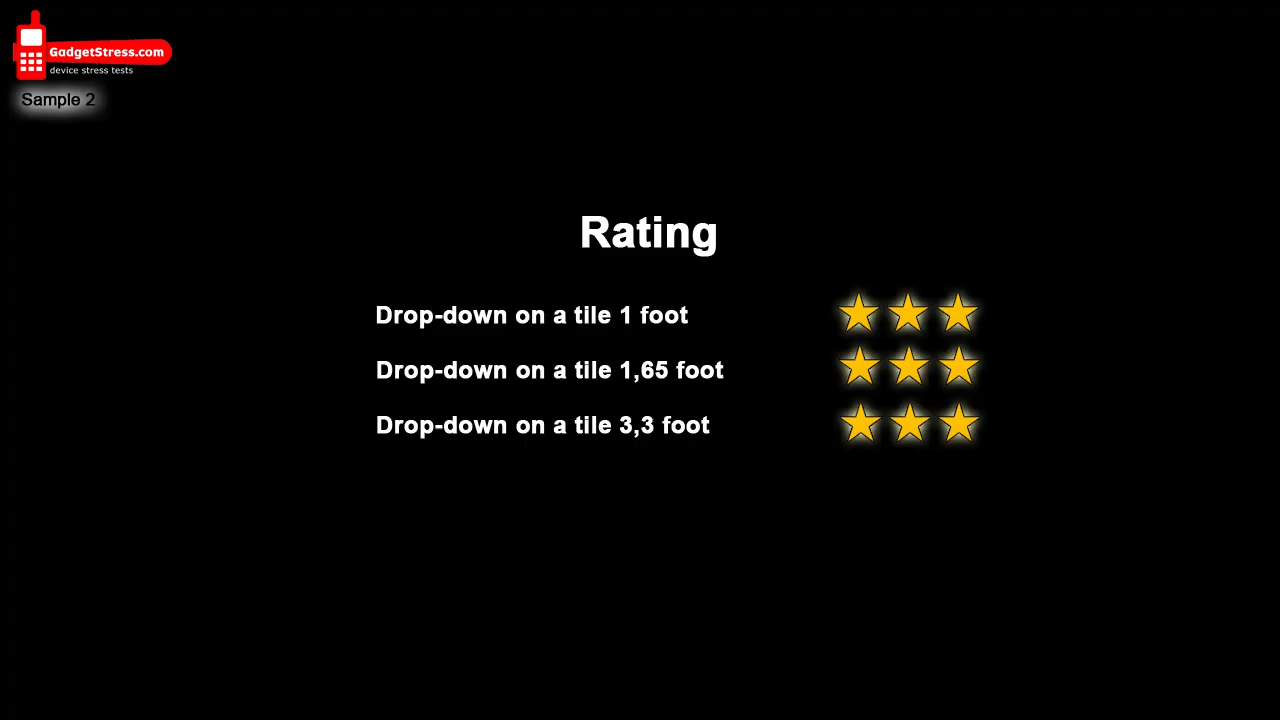 GadgetStress.com
device stress tests
Sample 2
Rating
Drop-down on a tile 1 foot
Drop-down on a tile 1,65 foot
Drop-down on a tile 3,3 foot